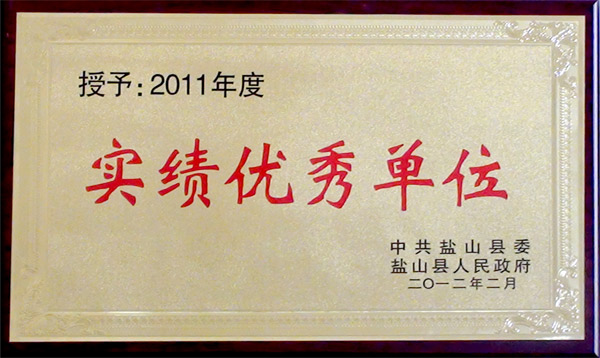 授予：2011年度
实绩优秀单位
中共盐山县委
盐山县人民政府
二〇一二年二月